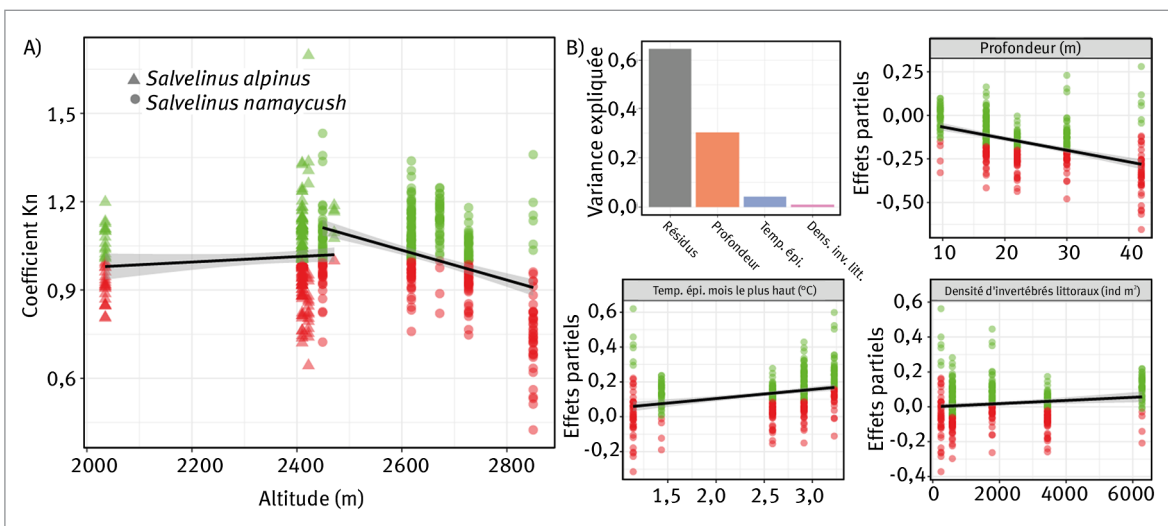 A)
Salvelinus alpinus
Salvelinus namaycush
Coefficient Kn
1,5
1,2
0,9
0,6
2000 2200 2400 2600 2800
Altitude (m)
B)
Variance expliquée
0,6
0,4
0,2
0,0
Résidus
Profondeur
Temp. épi.
Dens. inv. litt.
Profondeur (m)
Effets partiels
0,25
0,00
-0,25
-0,50
10 20 30 40
Temp. épi. mois le plus haut (°C)
Effets partiels
0,6
0,4
0,2
0,0
-0,2
1,5 2,0 2,5 3,0
Densité d'invertébrés littoraux (ind m²)
Effets partiels
0,6
0,4
0,2
0,0
-0,2
-0,4
0 2000 4000 6000